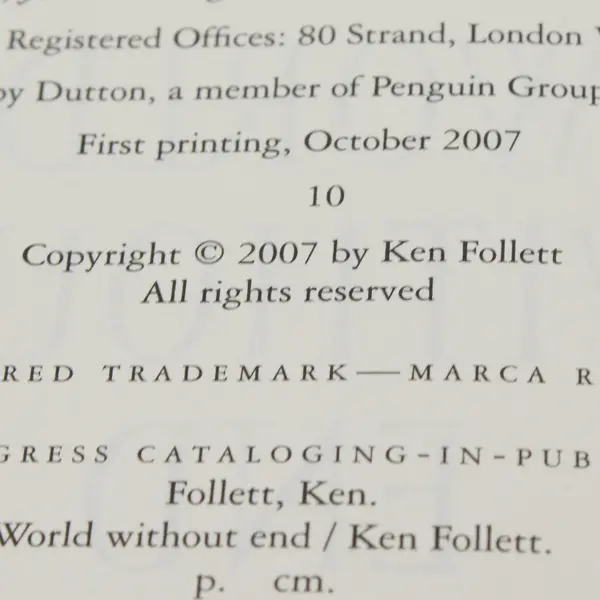 Registered Offices: 80 Strand, London
by Dutton, a member of Penguin Group
First printing, October 2007
10
Copyright © 2007 by Ken Follett
All rights reserved
RED TRADEMARK—MARCA R
GRESS CATALOGING-IN-PUB
Follett, Ken.
World without end / Ken Follett.
p. cm.